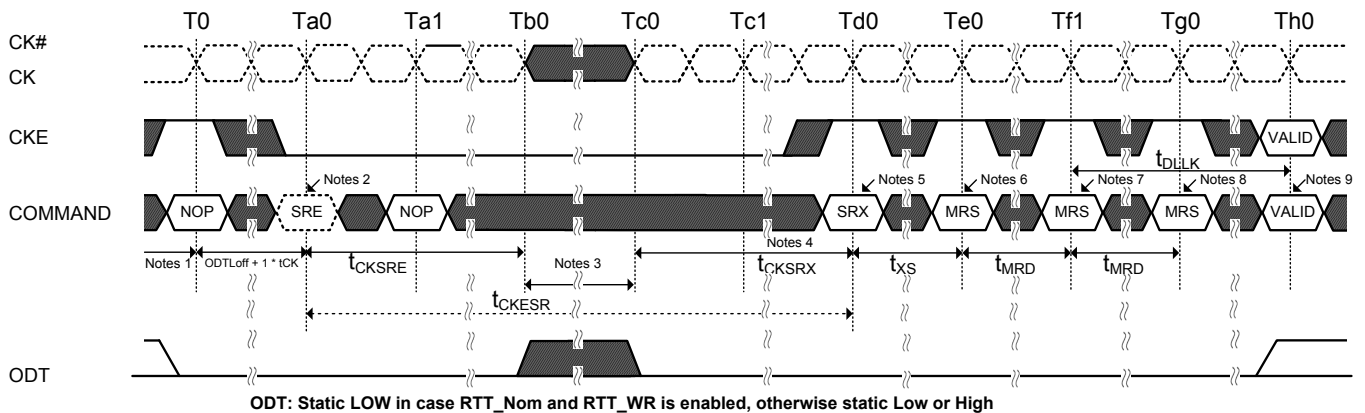 T0 Ta0 Ta1 Tb0 Tc0 Tc1 Td0 Te0 Tf1 Tg0 Th0
CK#
CK
CKE
VALID
tDLLK
Notes 2 Notes 5 Notes 6 Notes 7 Notes 8 Notes 9
COMMAND
NOP SRE NOP SRX MRS MRS MRS VALID
Notes 1 ODTLoff + 1 * tCK tCKSRE Notes 3 Notes 4 tCKSRX tXS tMRD tMRD
tCKESR
ODT
ODT: Static LOW in case RTT_Nom and RTT_WR is enabled, otherwise static Low or High